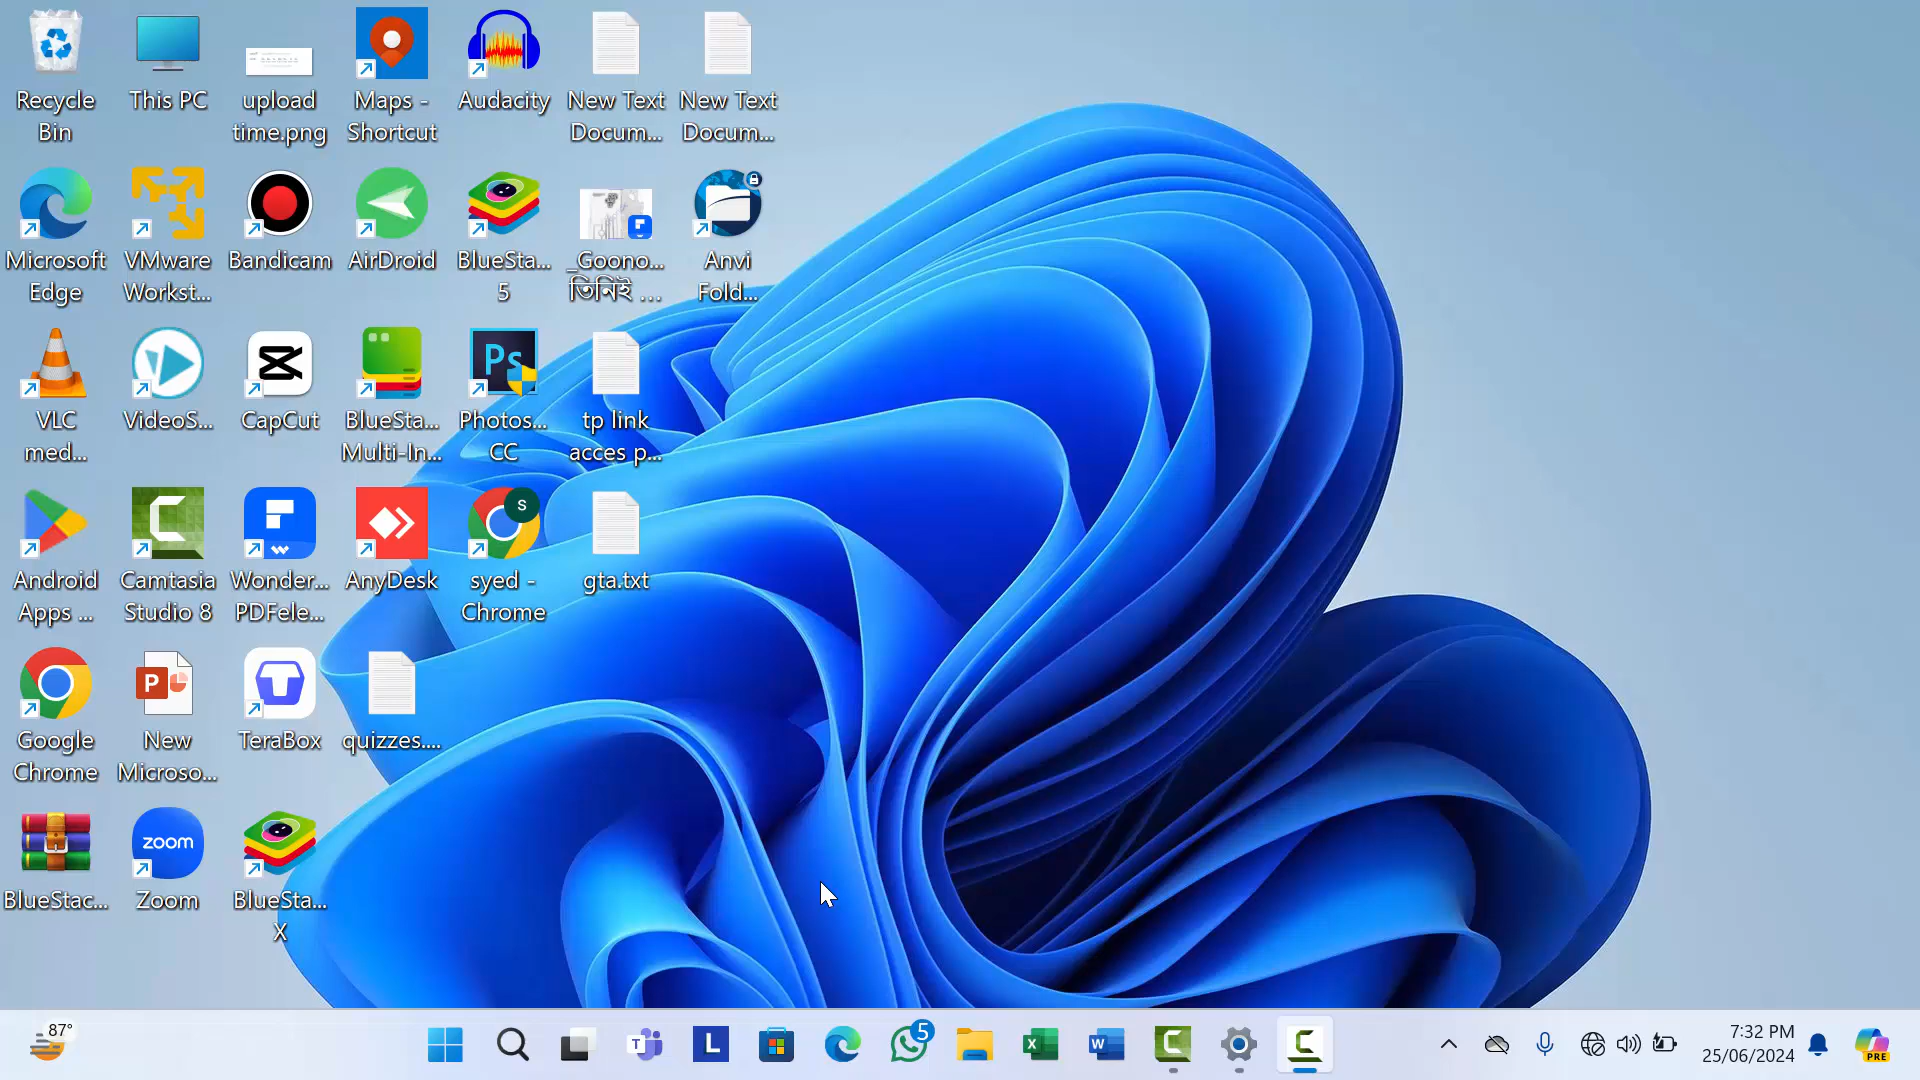 Recycle
Bin
This PC
upload
time.png
Maps -
Shortcut
Audacity
New Text
Docum...
New Text
Docum...
Microsoft
Edge
VMware
Workst...
Bandicam
AirDroid
BlueSta...
5
_Goono...
তিনিই ...
Anvi
Fold...
VLC
med...
VideoS...
CapCut
BlueSta...
Multi-In...
Ps
Photos...
CC
tp link
acces p...
Android
Apps ...
Camtasia
Studio 8
Wonder...
PDFele...
AnyDesk
S
syed -
Chrome
gta.txt
Google
Chrome
P
New
Microso...
TeraBox
quizzes....
BlueStac...
zoom
Zoom
BlueSta...
X
87°
T
L
5
X
W
7:32 PM
25/06/2024
PRE